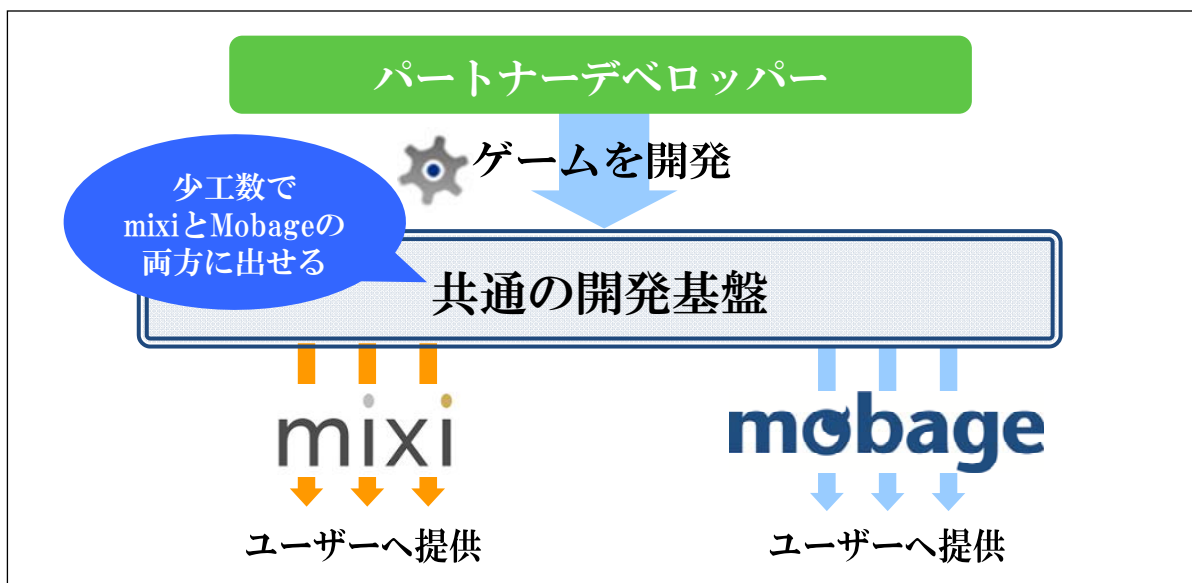 パートナーデベロッパー
ゲームを開発
少工数で
mixiとMobageの
両方に出せる
共通の開発基盤
mixi
mobage
ユーザーへ提供
ユーザーへ提供